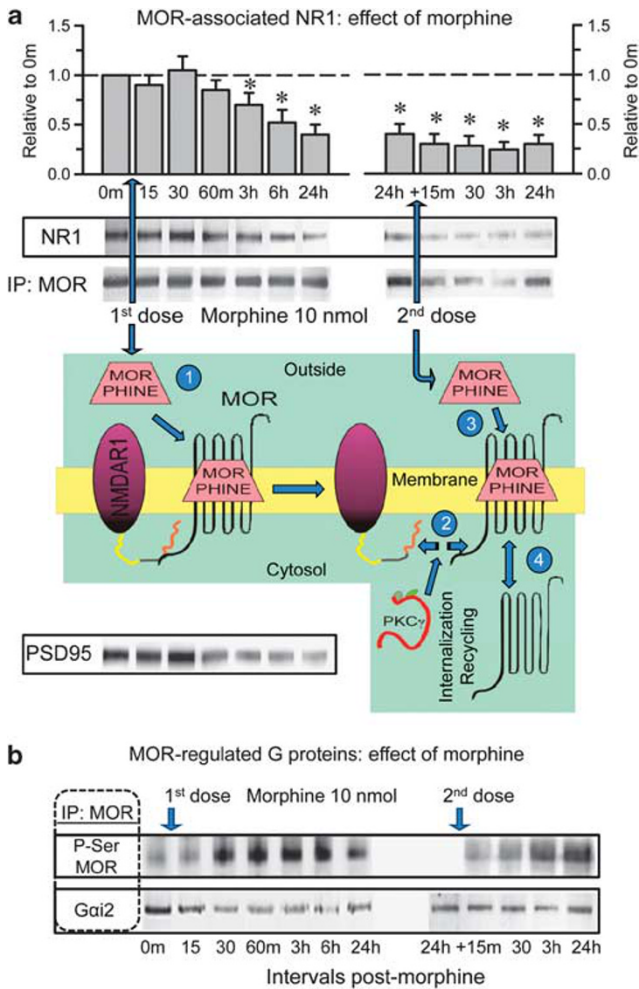 a
MOR-associated NR1: effect of morphine
Relative to 0m
1.0
0.5
0.0
1.0
0.5
0.0
Relative to 0m
* * *
* * * * *
0m 15 30 60m 3h 6h 24h
24h +15m 30 3h 24h
NR1
IP: MOR
1st dose Morphine 10 nmol 2nd dose
MOR PHINE
1
Outside
MOR PHINE
MOR
3
NMDAR1
MOR PHINE
Membrane
MOR PHINE
2
Cytosol
4
PKCγ
Internalization
Recycling
PSD95
b
MOR-regulated G proteins: effect of morphine
IP: MOR
1st dose Morphine 10 nmol 2nd dose
P-Ser
MOR
Gαi2
0m 15 30 60m 3h 6h 24h 24h +15m 30 3h 24h
Intervals post-morphine